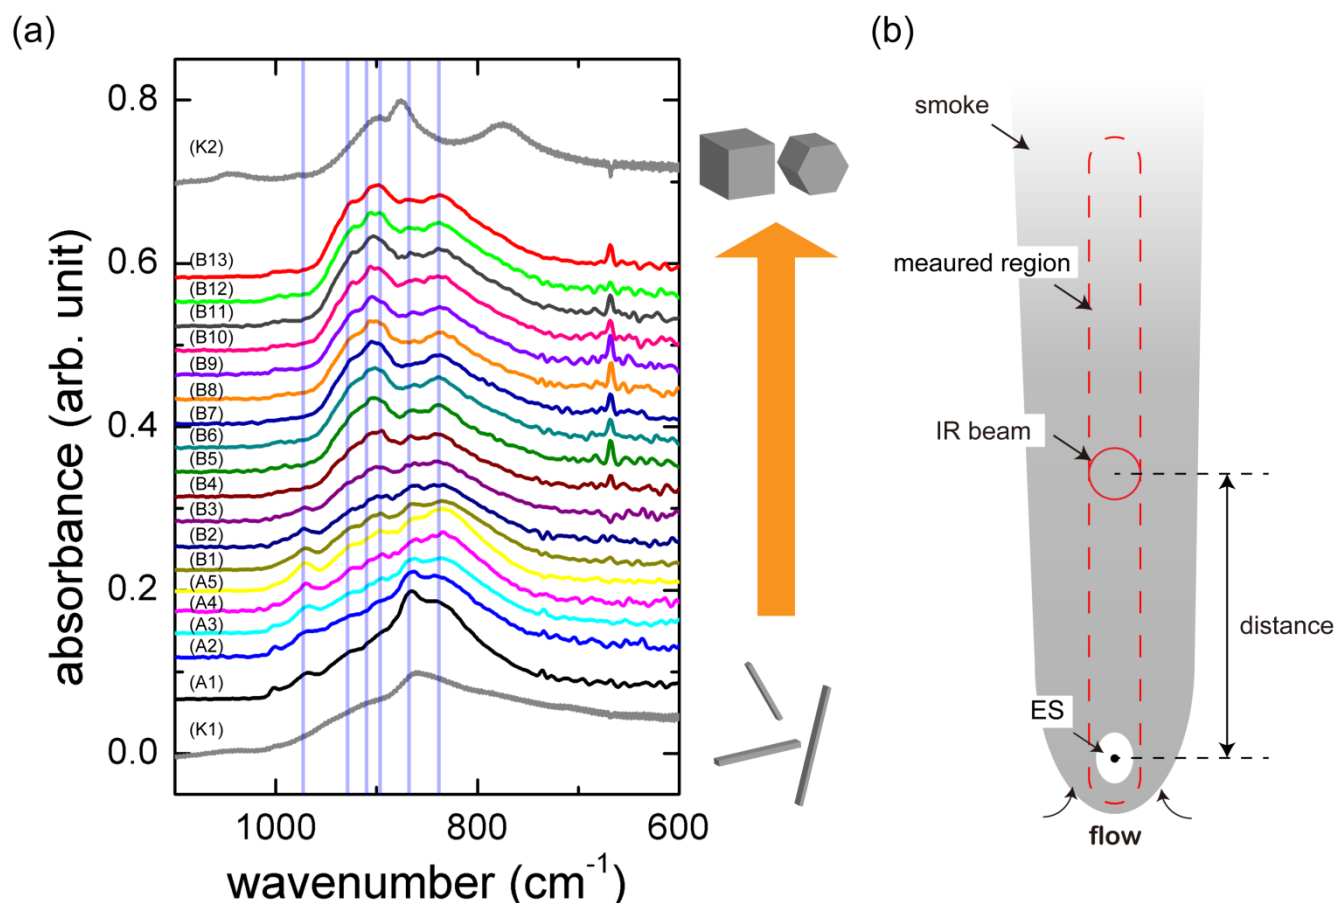 (a)
absorbance (arb. unit)
0.8
0.6
0.4
0.2
0.0
(K2)
(B13)
(B12)
(B11)
(B10)
(B9)
(B8)
(B7)
(B6)
(B5)
(B4)
(B3)
(B2)
(B1)
(A5)
(A4)
(A3)
(A2)
(A1)
(K1)
1000
800
600
wavenumber (cm⁻¹)
(b)
smoke
meaured region
IR beam
distance
ES
flow